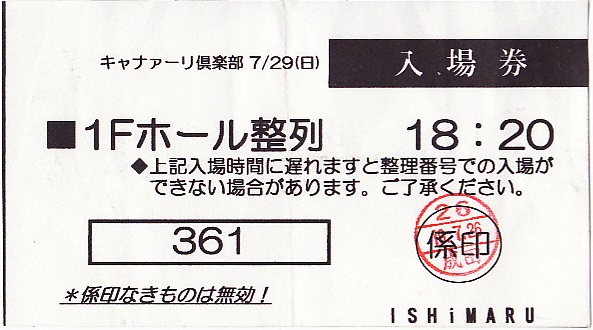 キャナァーリ倶楽部 7/29(日)
入場券
■1Fホール整列 18：20
◆上記入場時間に遅れますと整理番号での入場が
できない場合があります。ご了承ください。
361
26
係印
＊係印なきものは無効！
ISHiMARU